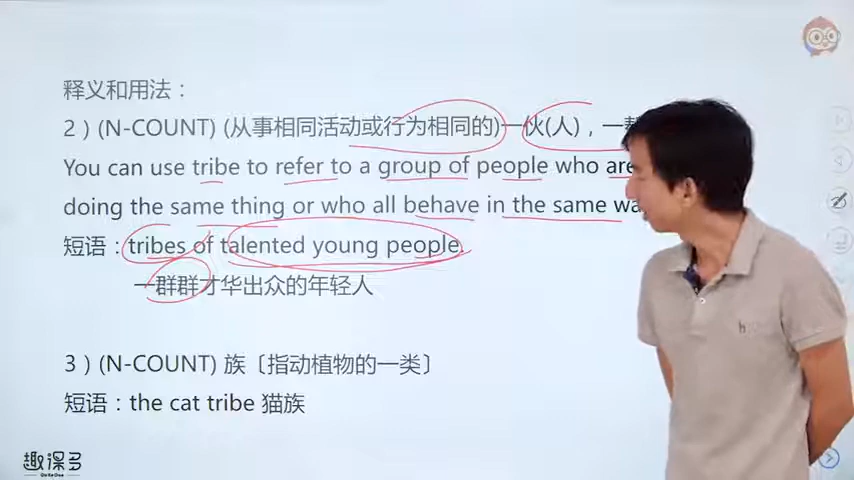 释义和用法：
2）(N-COUNT) (从事相同活动或行为相同的)一伙(人)，一
You can use tribe to refer to a group of people who are
doing the same thing or who all behave in the same
短语：tribes of talented young people
一群群才华出众的年轻人
3）(N-COUNT) 族〔指动植物的一类〕
短语：the cat tribe 猫族
趣课多